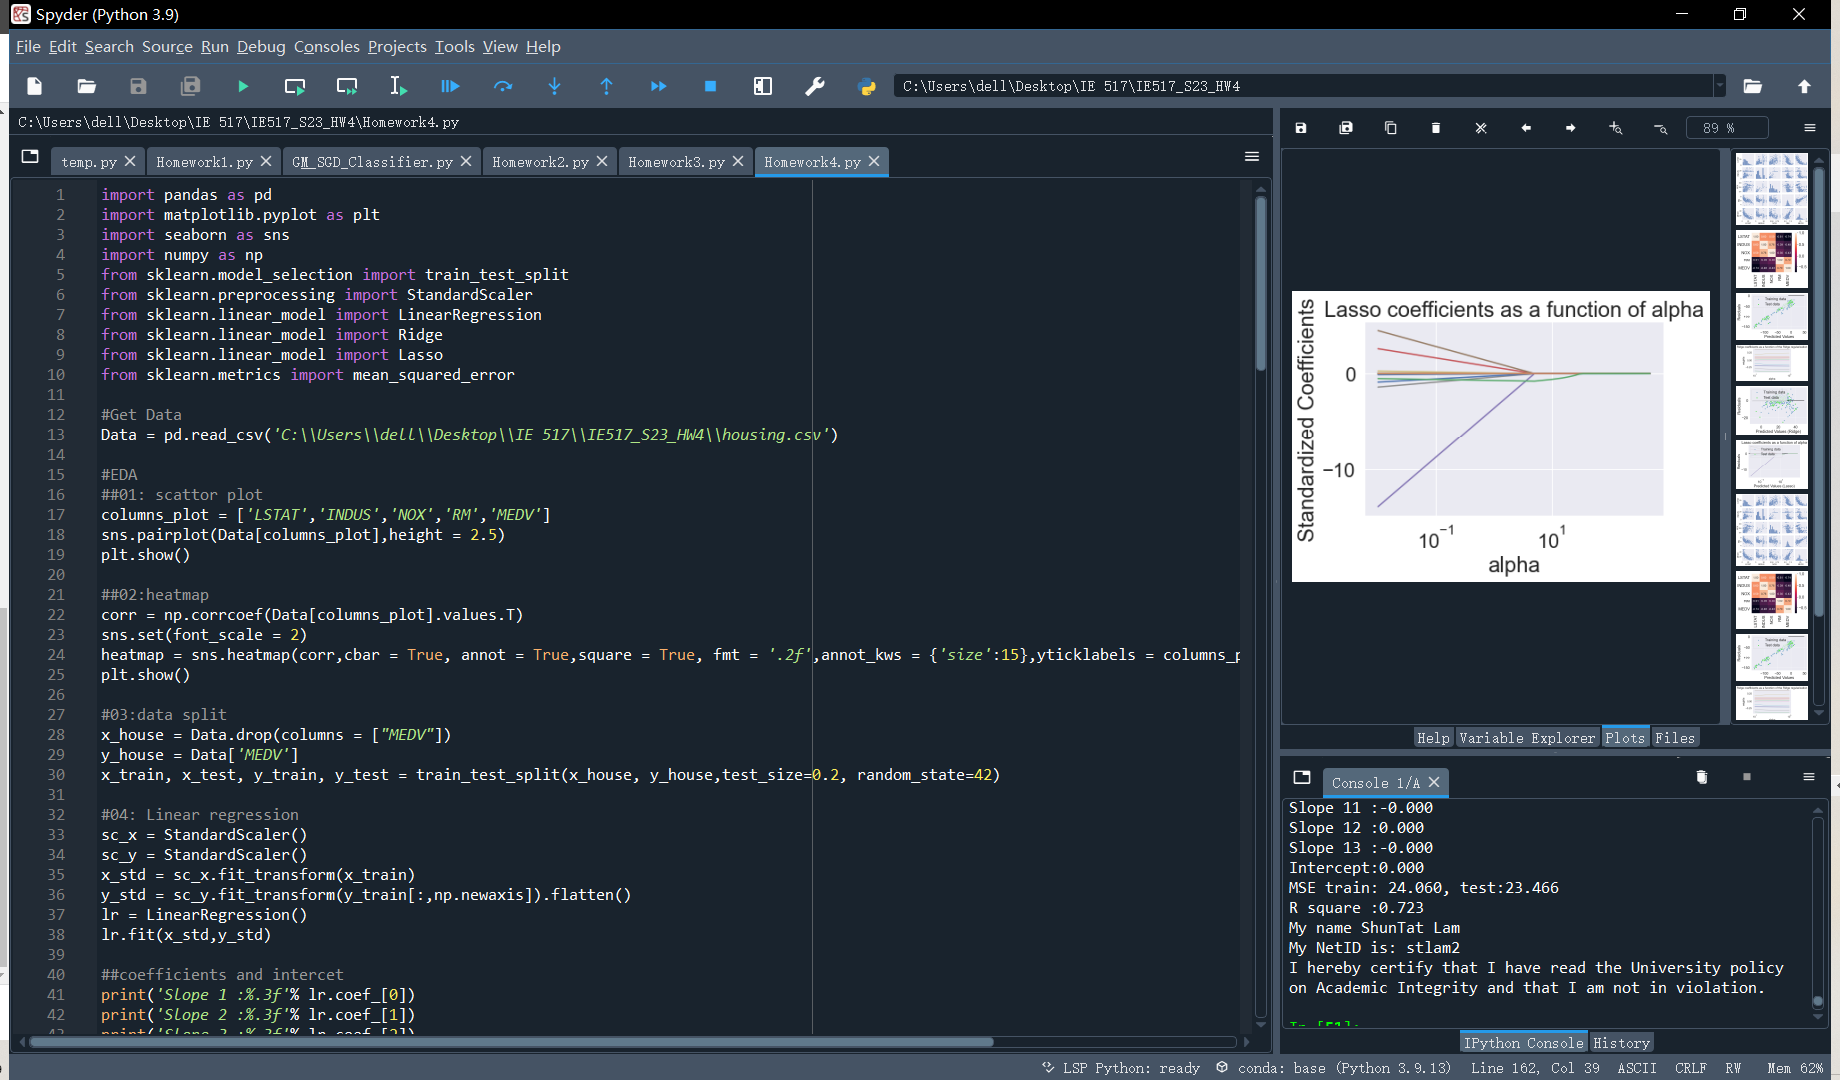 Spyder (Python 3.9)
File Edit Search Source Run Debug Consoles Projects Tools View Help
C:\Users\dell\Desktop\IE 517\IE517_S23_HW4
C:\Users\dell\Desktop\IE 517\IE517_S23_HW4\Homework4.py
temp.py Homework1.py GM_SGD_Classifier.py Homework2.py Homework3.py Homework4.py
1 import pandas as pd
2 import matplotlib.pyplot as plt
3 import seaborn as sns
4 import numpy as np
5 from sklearn.model_selection import train_test_split
6 from sklearn.preprocessing import StandardScaler
7 from sklearn.linear_model import LinearRegression
8 from sklearn.linear_model import Ridge
9 from sklearn.linear_model import Lasso
10 from sklearn.metrics import mean_squared_error
11
12 #Get Data
13 Data = pd.read_csv('C:\\Users\\dell\\Desktop\\IE 517\\IE517_S23_HW4\\housing.csv')
14
15 #EDA
16 ##01: scattor plot
17 columns_plot = ['LSTAT','INDUS','NOX','RM','MEDV']
18 sns.pairplot(Data[columns_plot],height = 2.5)
19 plt.show()
20
21 ##02:heatmap
22 corr = np.corrcoef(Data[columns_plot].values.T)
23 sns.set(font_scale = 2)
24 heatmap = sns.heatmap(corr,cbar = True, annot = True,square = True, fmt = '.2f',annot_kws = {'size':15},yticklabels = columns_p
25 plt.show()
26
27 #03:data split
28 x_house = Data.drop(columns = ["MEDV"])
29 y_house = Data['MEDV']
30 x_train, x_test, y_train, y_test = train_test_split(x_house, y_house,test_size=0.2, random_state=42)
31
32 #04: Linear regression
33 sc_x = StandardScaler()
34 sc_y = StandardScaler()
35 x_std = sc_x.fit_transform(x_train)
36 y_std = sc_y.fit_transform(y_train[:,np.newaxis]).flatten()
37 lr = LinearRegression()
38 lr.fit(x_std,y_std)
39
40 ##coefficients and intercet
41 print('Slope 1 :%.3f'% lr.coef_[0])
42 print('Slope 2 :%.3f'% lr.coef_[1])
43 print('Slope 3 :%.3f'% lr.coef_[2])
89 %
Lasso coefficients as a function of alpha
Standardized Coefficients
0
−10
10−1 101
alpha
Help Variable Explorer Plots Files
Console 1/A
Slope 11 :-0.000
Slope 12 :0.000
Slope 13 :-0.000
Intercept:0.000
MSE train: 24.060, test:23.466
R square :0.723
My name ShunTat Lam
My NetID is: stlam2
I hereby certify that I have read the University policy
on Academic Integrity and that I am not in violation.
In [51]:
IPython Console History
LSP Python: ready conda: base (Python 3.9.13) Line 162, Col 39 ASCII CRLF RW Mem 62%